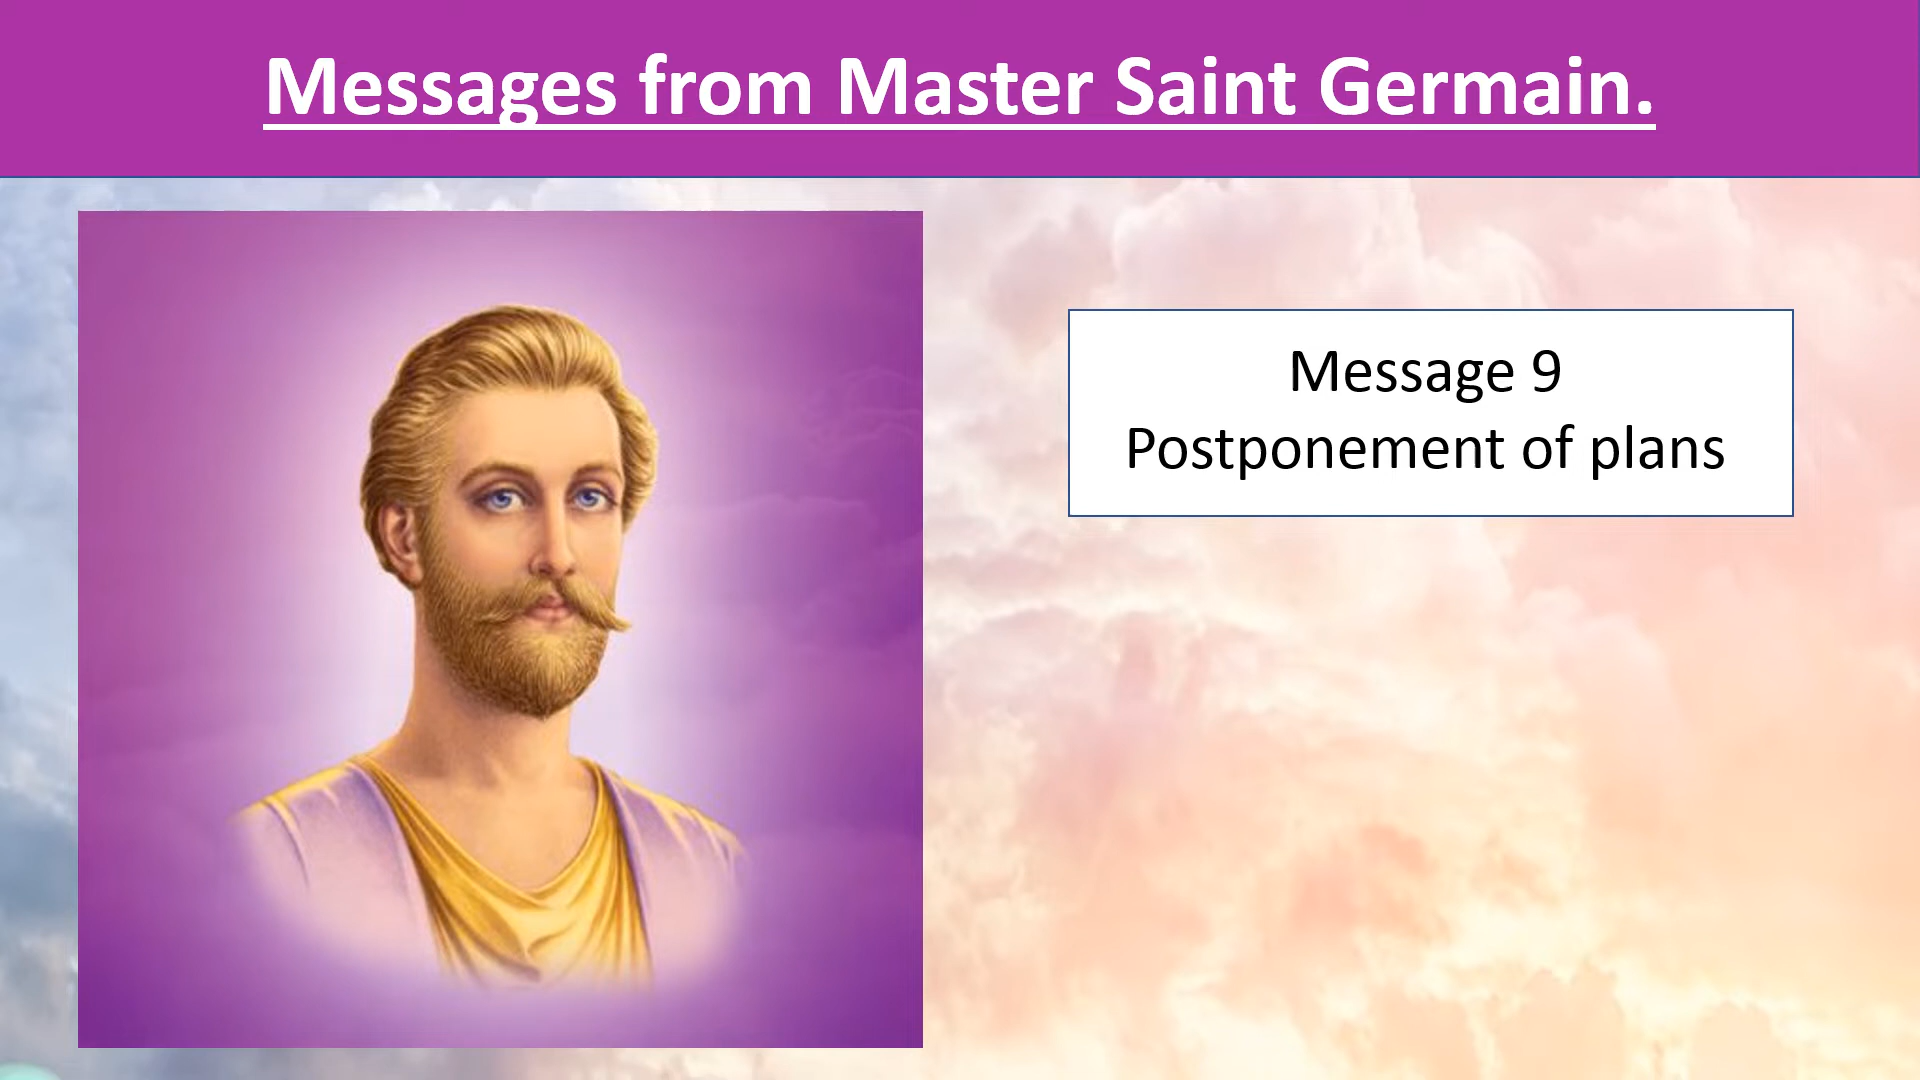 Messages from Master Saint Germain.
Message 9
Postponement of plans